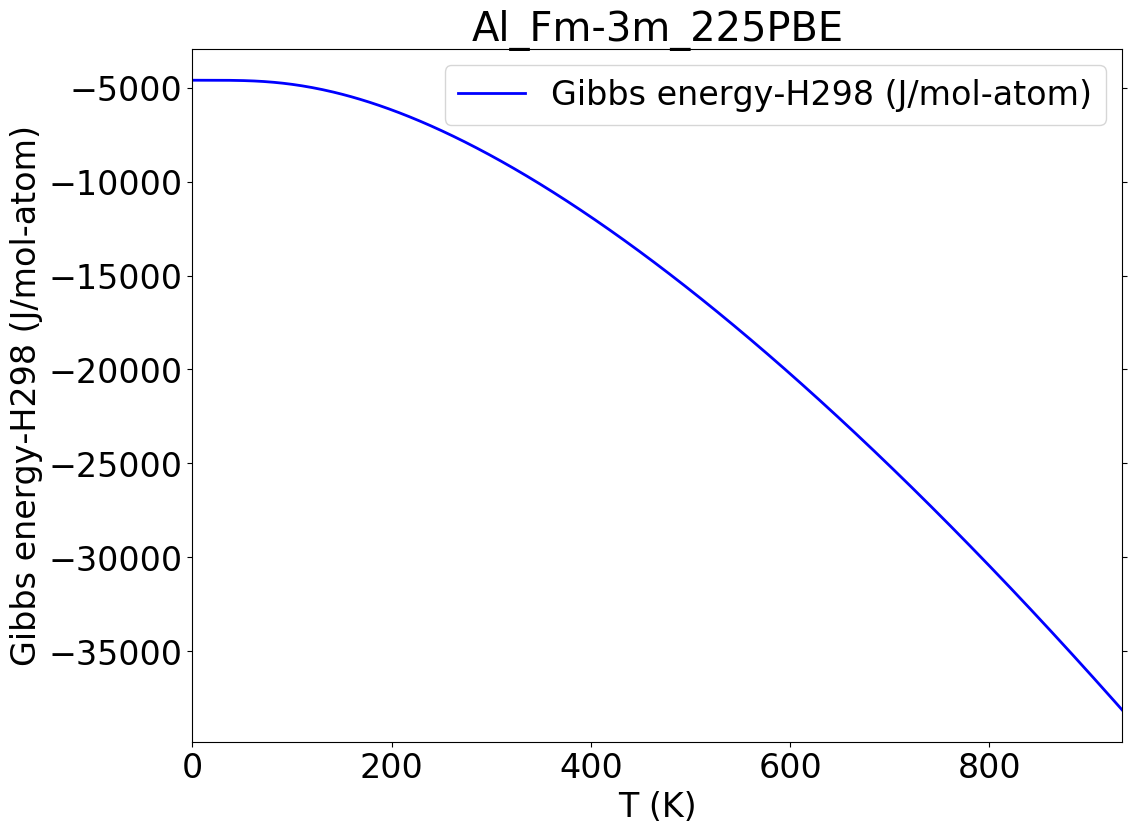 Al_Fm-3m_225PBE
Gibbs energy-H298 (J/mol-atom)
Gibbs energy-H298 (J/mol-atom)
−5000
−10000
−15000
−20000
−25000
−30000
−35000
0 200 400 600 800
T (K)